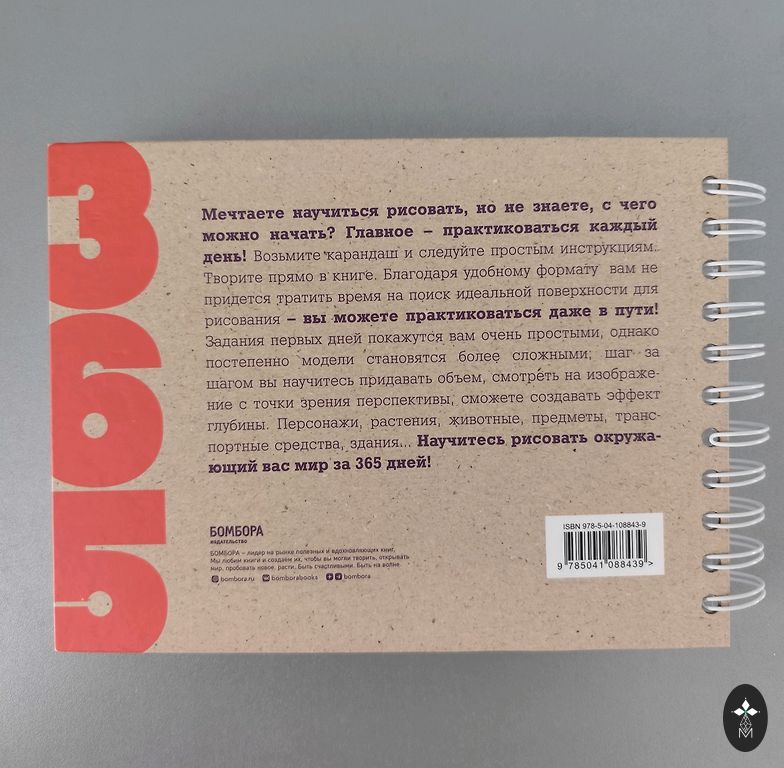 365
Мечтаете научиться рисовать, но не знаете, с чего
можно начать? Главное – практиковаться каждый
день! Возьмите карандаш и следуйте простым инструкциям.
Творите прямо в книге. Благодаря удобному формату вам не
придется тратить время на поиск идеальной поверхности для
рисования – вы можете практиковаться даже в пути!
Задания первых дней покажутся вам очень простыми, однако
постепенно модели становятся более сложными; шаг за
шагом вы научитесь придавать объем, смотреть на изображе-
ние с точки зрения перспективы, сможете создавать эффект
глубины. Персонажи, растения, животные, предметы, транс-
портные средства, здания... Научитесь рисовать окружа-
ющий вас мир за 365 дней!
БОМБОРА
ИЗДАТЕЛЬСТВО
БОМБОРА – лидер на рынке полезных и вдохновляющих книг.
Мы любим книги и создаем их, чтобы вы могли творить, открывать
мир, пробовать новое, расти. Быть счастливыми. Быть на волне.
bombora.ru bomborabooks bombora
ISBN 978-5-04-108843-9
9 785041 088439 >
M